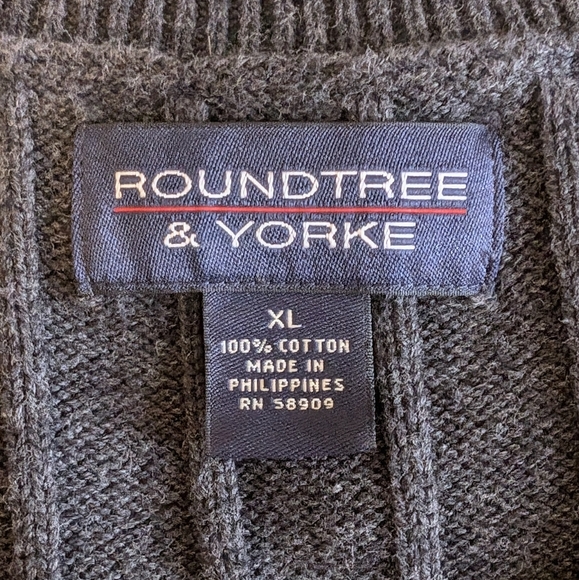 ROUNDTREE
& YORKE
XL
100% COTTON
MADE IN
PHILIPPINES
RN 58909